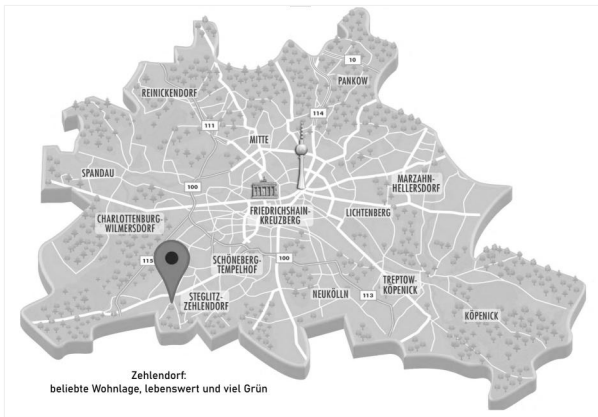 10
PANKOW
REINICKENDORF
114
111
MITTE
SPANDAU
100
MARZAHN-
HELLERSDORF
FRIEDRICHSHAIN-
KREUZBERG
LICHTENBERG
CHARLOTTENBURG-
WILMERSDORF
115
SCHÖNEBERG-
TEMPELHOF
100
TREPTOW-
KÖPENICK
STEGLITZ-
ZEHLENDORF
NEUKÖLLN
113
KÖPENICK
Zehlendorf:
beliebte Wohnlage, lebenswert und viel Grün